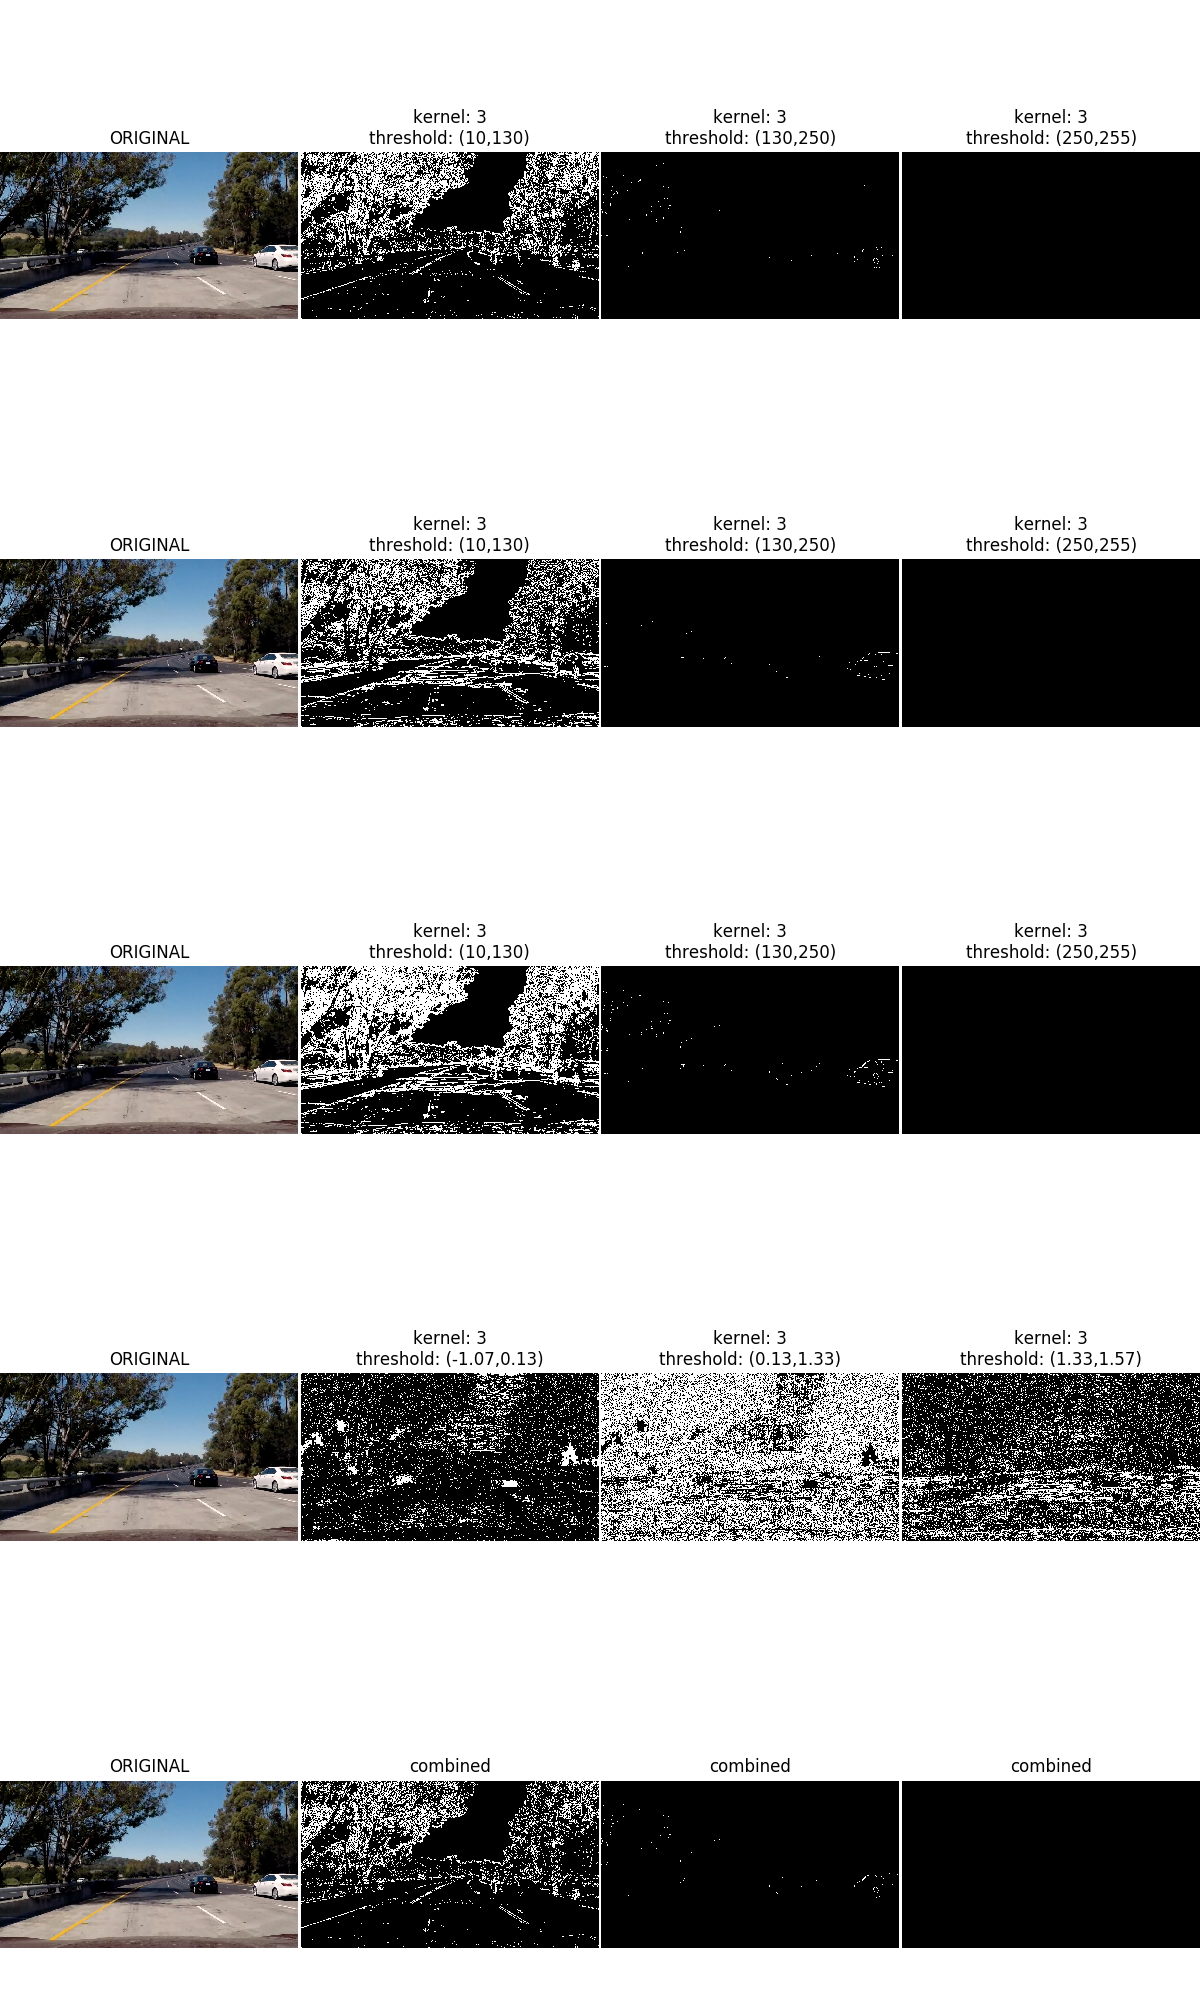 ORIGINAL
kernel: 3
threshold: (10,130)
kernel: 3
threshold: (130,250)
kernel: 3
threshold: (250,255)
ORIGINAL
kernel: 3
threshold: (10,130)
kernel: 3
threshold: (130,250)
kernel: 3
threshold: (250,255)
ORIGINAL
kernel: 3
threshold: (10,130)
kernel: 3
threshold: (130,250)
kernel: 3
threshold: (250,255)
ORIGINAL
kernel: 3
threshold: (-1.07,0.13)
kernel: 3
threshold: (0.13,1.33)
kernel: 3
threshold: (1.33,1.57)
ORIGINAL
combined
combined
combined